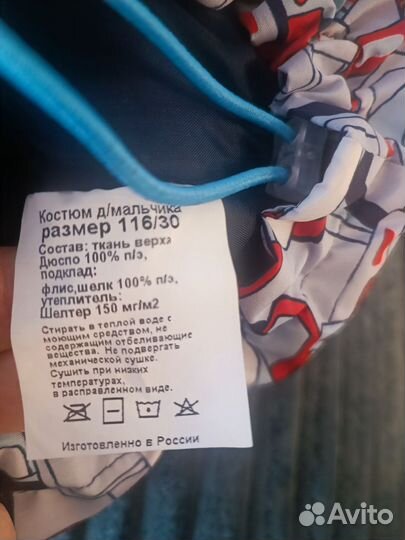 Костюм д/мальчика
размер 116/30
Состав: ткань верха
Дюспо 100% п/э,
подклад:
флис,шелк 100% п/э,
утеплитель:
Шелтер 150 мг/м2
Стирать в теплой воде с
моющим средством, не
содержащим отбеливающие
вещества. Не подвергать
механической сушке.
Сушить при низких
температурах,
в расправленном виде.
Изготовленно в России
Avito